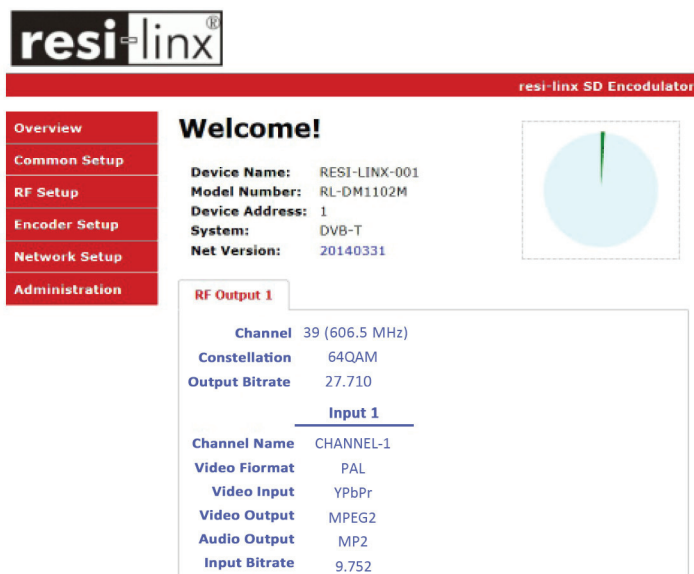 resi-linx®
resi-linx SD Encodulator
Overview
Common Setup
RF Setup
Encoder Setup
Network Setup
Administration
Welcome!
Device Name: RESI-LINX-001
Model Number: RL-DM1102M
Device Address: 1
System: DVB-T
Net Version: 20140331
RF Output 1
Channel 39 (606.5 MHz)
Constellation 64QAM
Output Bitrate 27.710
Input 1
Channel Name CHANNEL-1
Video Fiormat PAL
Video Input YPbPr
Video Output MPEG2
Audio Output MP2
Input Bitrate 9.752